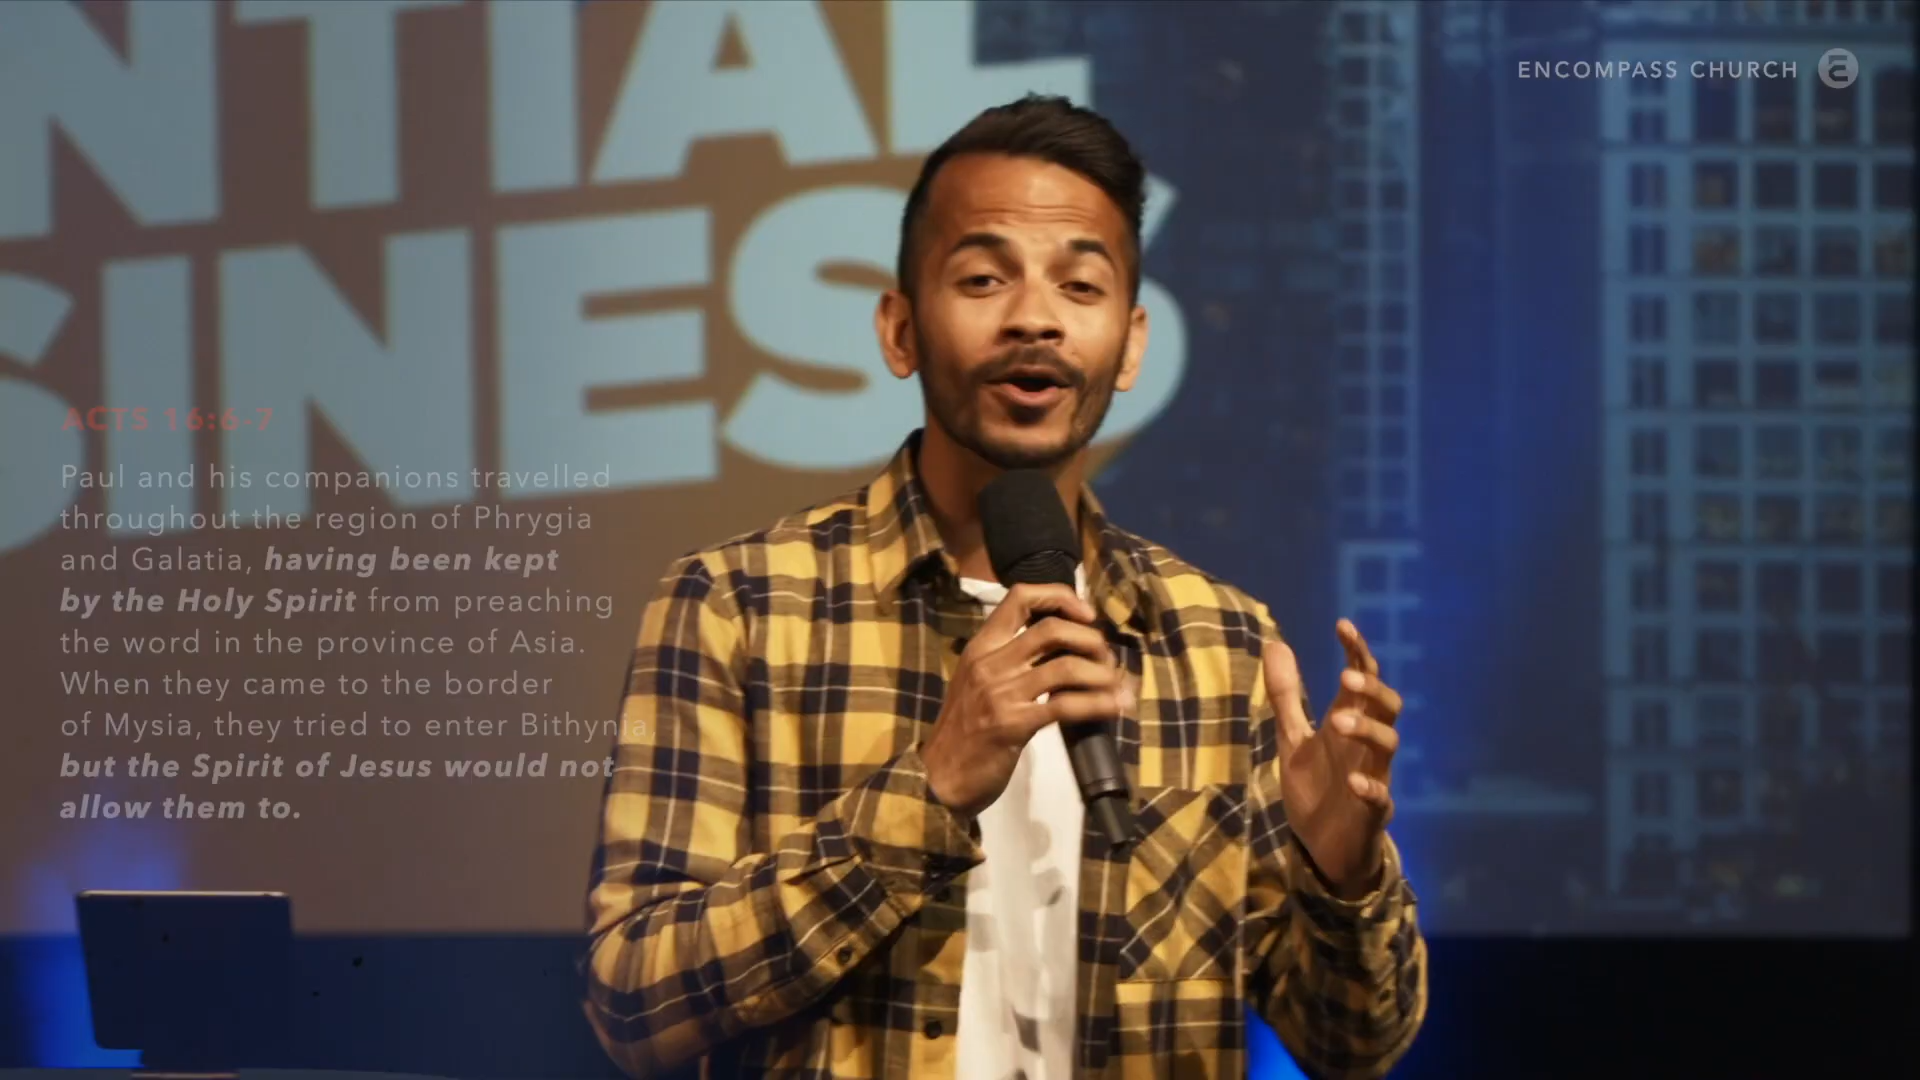 NTIAL
SINESS
ENCOMPASS CHURCH
ACTS 16:6-7
Paul and his companions travelled
throughout the region of Phrygia
and Galatia, having been kept
by the Holy Spirit from preaching
the word in the province of Asia.
When they came to the border
of Mysia, they tried to enter Bithynia,
but the Spirit of Jesus would not
allow them to.